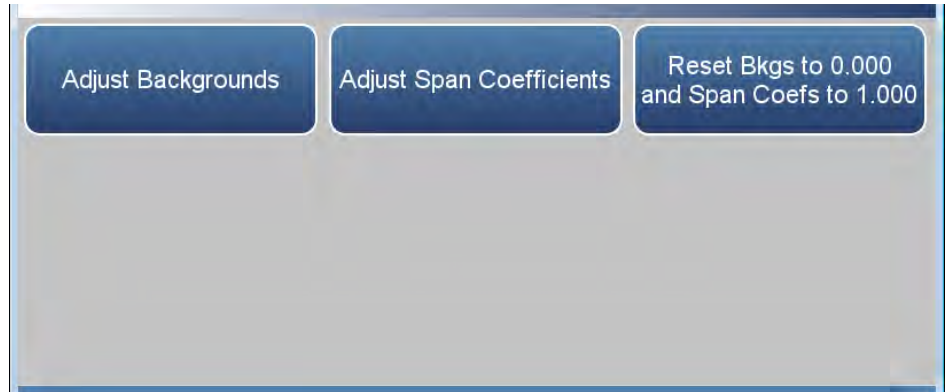 Adjust Backgrounds
Adjust Span Coefficients
Reset Bkgs to 0.000
and Span Coefs to 1.000